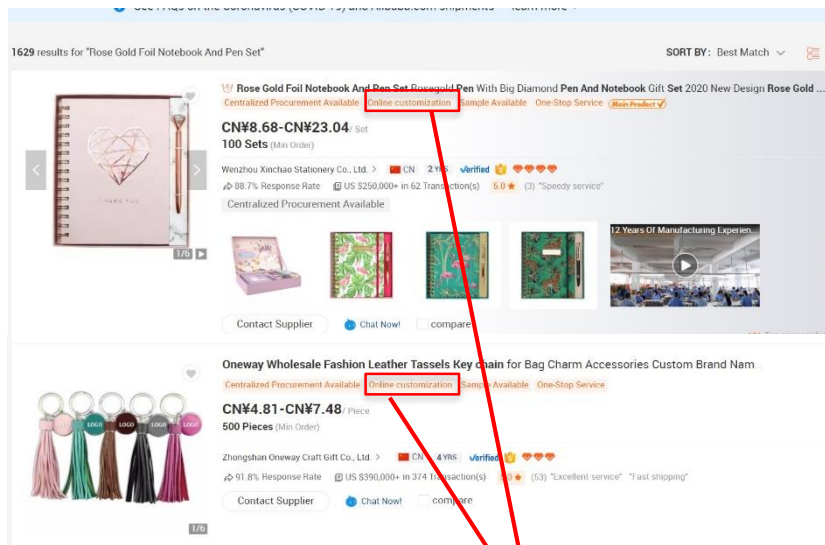 1629 results for "Rose Gold Foil Notebook And Pen Set"
SORT BY: Best Match
Rose Gold Foil Notebook And Pen Set Rosegold Pen With Big Diamond Pen And Notebook Gift Set 2020 New Design Rose Gold ...
Centralized Procurement Available Online customization Sample Available One-Stop Service Main Product
CN¥8.68-CN¥23.04/ Set
100 Sets (Min Order)
Wenzhou Xinchao Stationery Co., Ltd. > CN 2 YRS Verified
88.7% Response Rate US $250,000+ in 62 Transaction(s) 5.0 ★ (3) "Speedy service"
Centralized Procurement Available
THANK YOU
12 Years Of Manufacturing Experien...
1/6
Contact Supplier Chat Now! compare
Oneway Wholesale Fashion Leather Tassels Key chain for Bag Charm Accessories Custom Brand Nam
Centralized Procurement Available Online customization Sample Available One-Stop Service
CN¥4.81-CN¥7.48/ Piece
500 Pieces (Min Order)
LOGO LOGO LOGO LOGO LOGO
Zhongshan Oneway Craft Gift Co., Ltd. > CN 4 YRS Verified
91.8% Response Rate US $390,000+ in 374 Transaction(s) 5.0 ★ (53) "Excellent service" "Fast shipping"
Contact Supplier Chat Now! compare
1/6